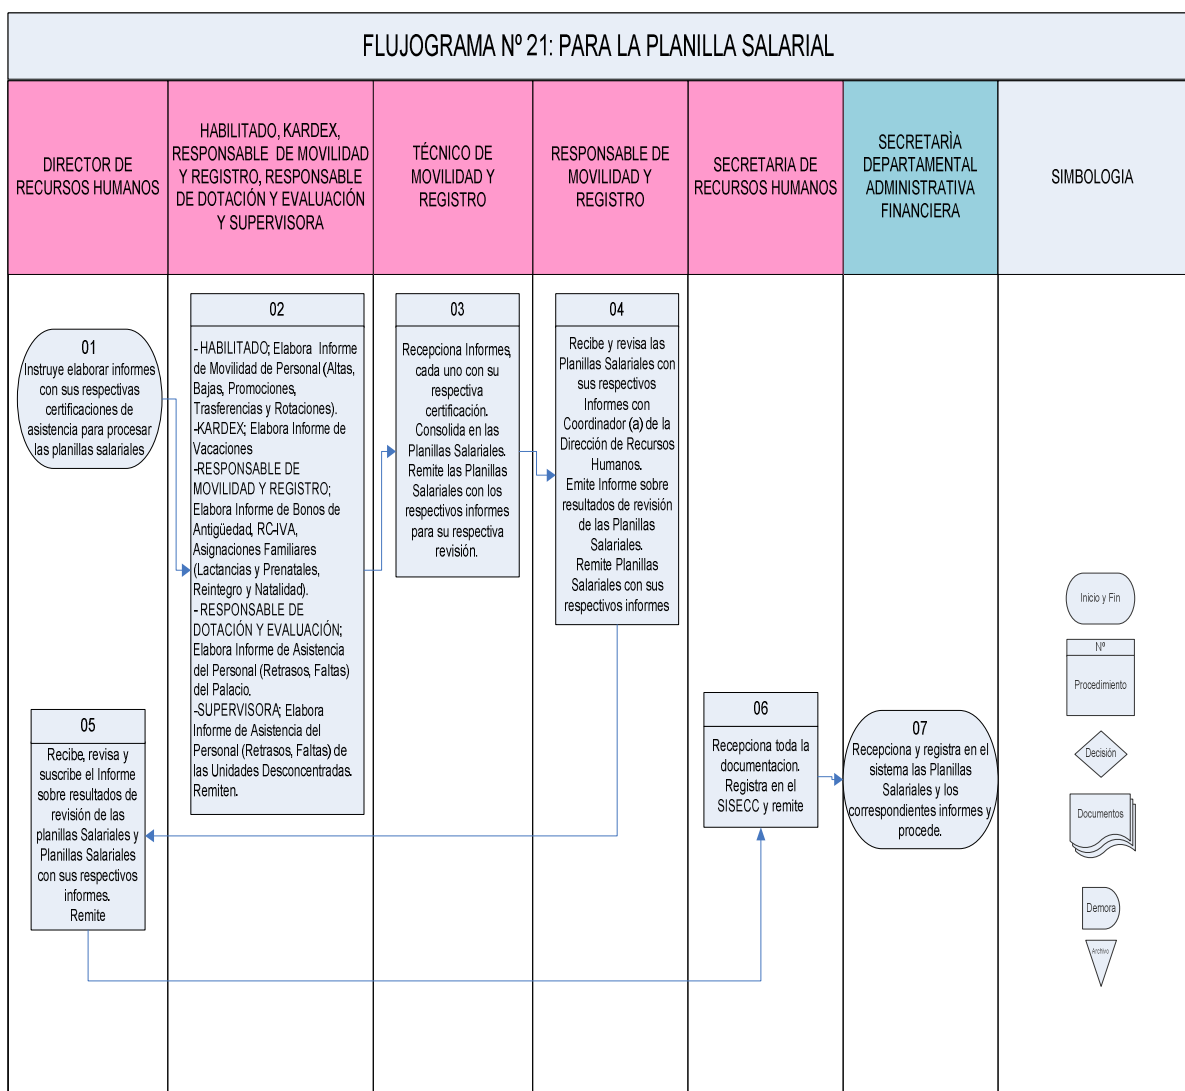 FLUJOGRAMA Nº 21: PARA LA PLANILLA SALARIAL
DIRECTOR DE
RECURSOS HUMANOS
HABILITADO, KARDEX,
RESPONSABLE DE MOVILIDAD
Y REGISTRO, RESPONSABLE
DE DOTACIÓN Y EVALUACIÓN
Y SUPERVISORA
TÉCNICO DE
MOVILIDAD Y
REGISTRO
RESPONSABLE DE
MOVILIDAD Y
REGISTRO
SECRETARIA DE
RECURSOS HUMANOS
SECRETARÌA
DEPARTAMENTAL
ADMINISTRATIVA
FINANCIERA
SIMBOLOGIA
01
Instruye elaborar informes
con sus respectivas
certificaciones de
asistencia para procesar
las planillas salariales
02
- HABILITADO; Elabora Informe
de Movilidad de Personal (Altas,
Bajas, Promociones,
Trasferencias y Rotaciones).
-KARDEX; Elabora Informe de
Vacaciones
-RESPONSABLE DE
MOVILIDAD Y REGISTRO;
Elabora Informe de Bonos de
Antigüedad, RC-IVA,
Asignaciones Familiares
(Lactancias y Prenatales,
Reintegro y Natalidad).
- RESPONSABLE DE
DOTACIÓN Y EVALUACIÓN;
Elabora Informe de Asistencia
del Personal (Retrasos, Faltas)
del Palacio.
-SUPERVISORA; Elabora
Informe de Asistencia del
Personal (Retrasos, Faltas) de
las Unidades Desconcentradas.
Remiten.
03
Recepciona Informes,
cada uno con su
respectiva
certificación.
Consolida en las
Planillas Salariales.
Remite las Planillas
Salariales con los
respectivos informes
para su respectiva
revisión.
04
Recibe y revisa las
Planillas Salariales con
sus respectivos
Informes con
Coordinador (a) de la
Dirección de Recursos
Humanos.
Emite Informe sobre
resultados de revisión
de las Planillas
Salariales.
Remite Planillas
Salariales con sus
respectivos informes
05
Recibe, revisa y
suscribe el Informe
sobre resultados de
revisión de las
planillas Salariales y
Planillas Salariales
con sus respectivos
informes.
Remite
06
Recepciona toda la
documentacion.
Registra en el
SISECC y remite
07
Recepciona y registra en el
sistema las Planillas
Salariales y los
correspondientes informes y
procede.
Inicio y Fin
Nº
Procedimiento
Decisión
Documentos
Demora
Archivo